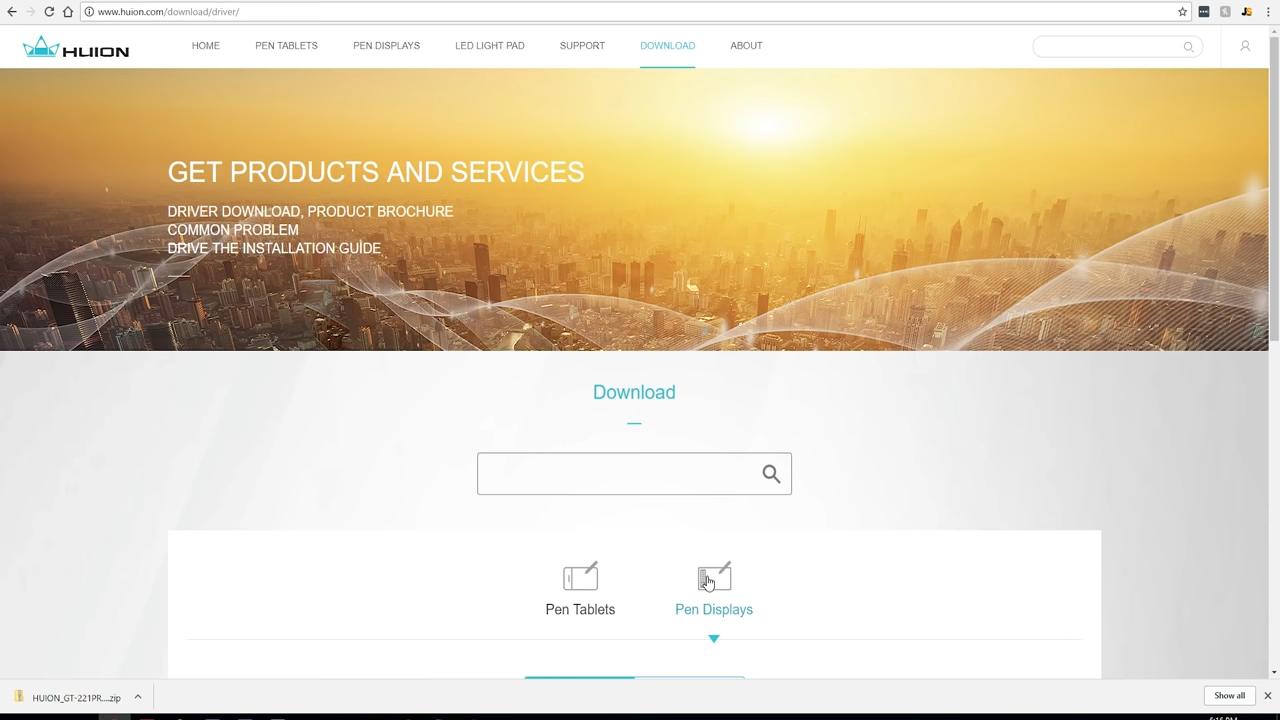 www.huion.com/download/driver/
HUION
HOME
PEN TABLETS
PEN DISPLAYS
LED LIGHT PAD
SUPPORT
DOWNLOAD
ABOUT
GET PRODUCTS AND SERVICES
DRIVER DOWNLOAD, PRODUCT BROCHURE
COMMON PROBLEM
DRIVE THE INSTALLATION GUIDE
Download
Pen Tablets
Pen Displays
HUION_GT-221PR....zip
Show all